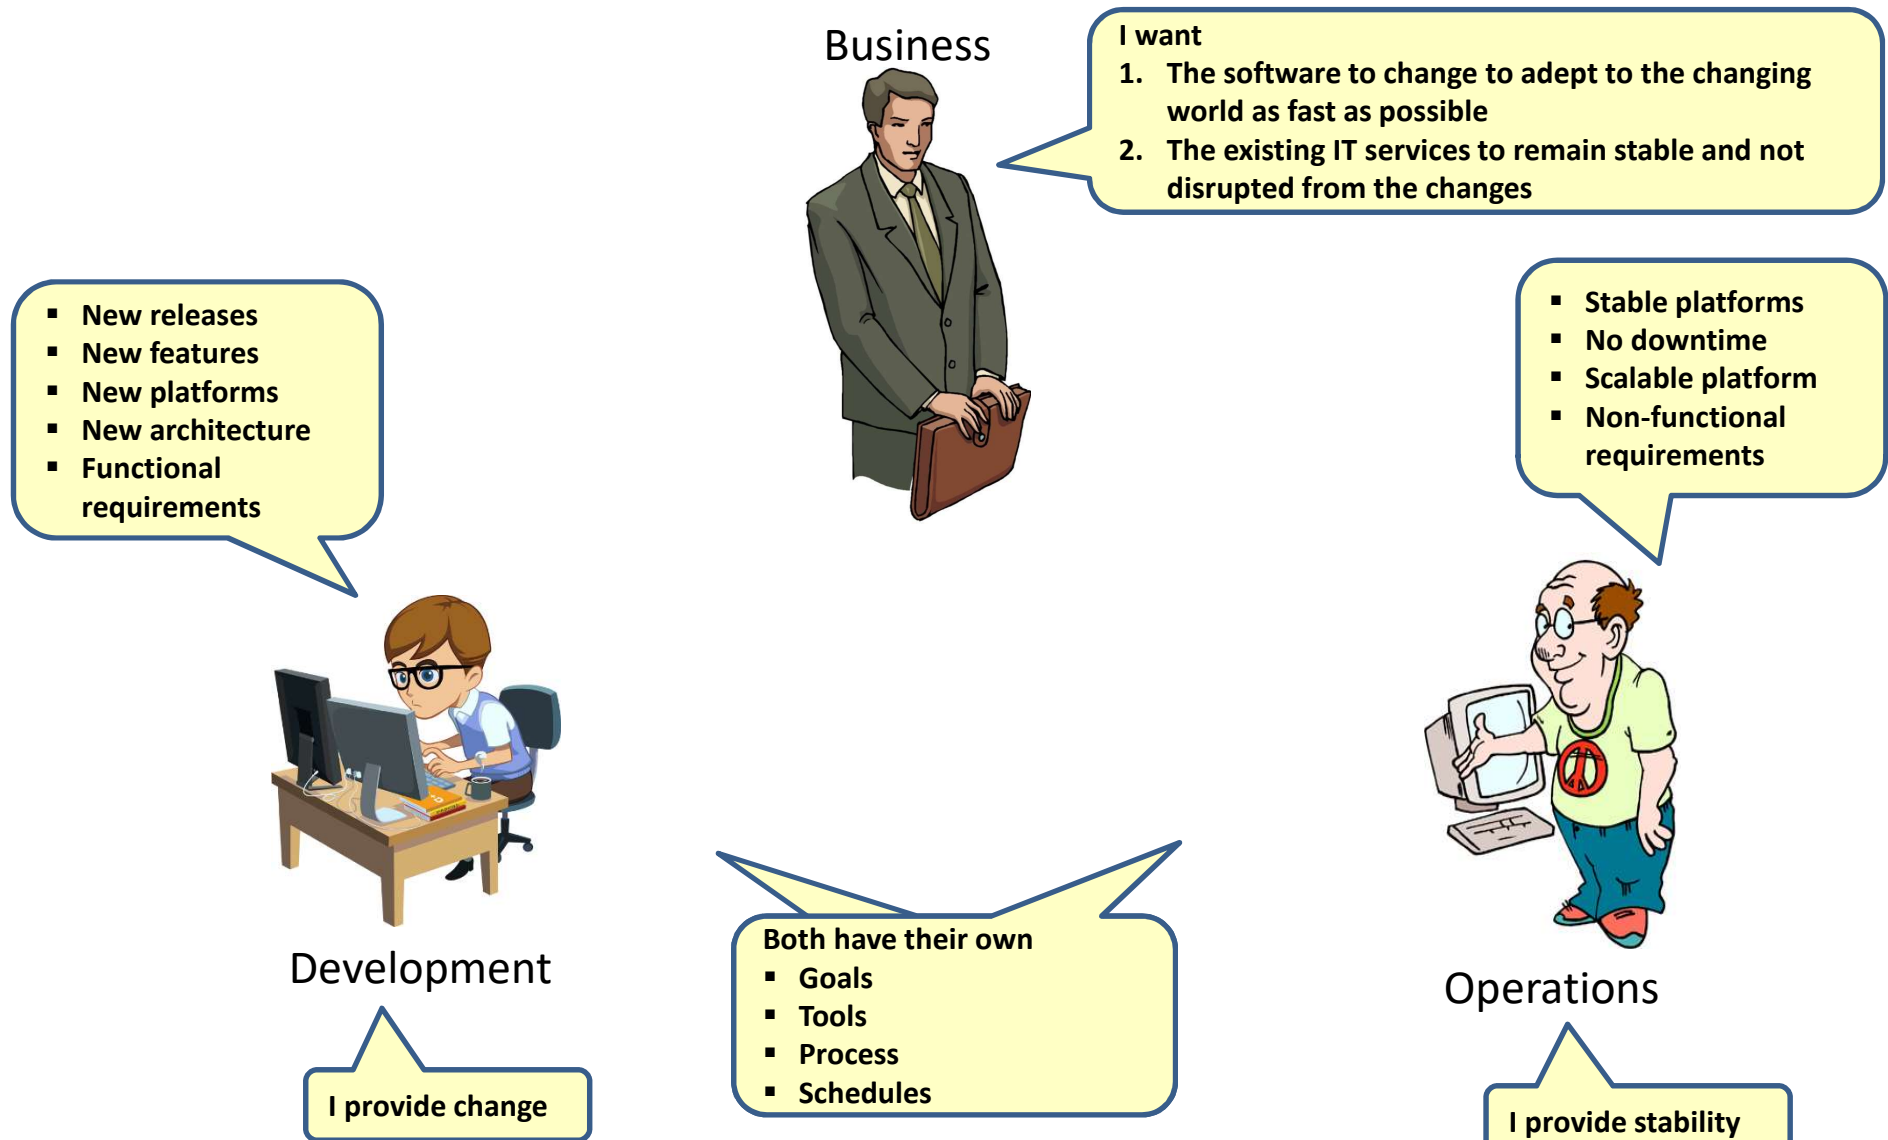 Business
I want
1. The software to change to adept to the changing
world as fast as possible
2. The existing IT services to remain stable and not
disrupted from the changes
▪ New releases
▪ New features
▪ New platforms
▪ New architecture
▪ Functional
requirements
▪ Stable platforms
▪ No downtime
▪ Scalable platform
▪ Non-functional
requirements
Development
Both have their own
▪ Goals
▪ Tools
▪ Process
▪ Schedules
Operations
I provide change
I provide stability